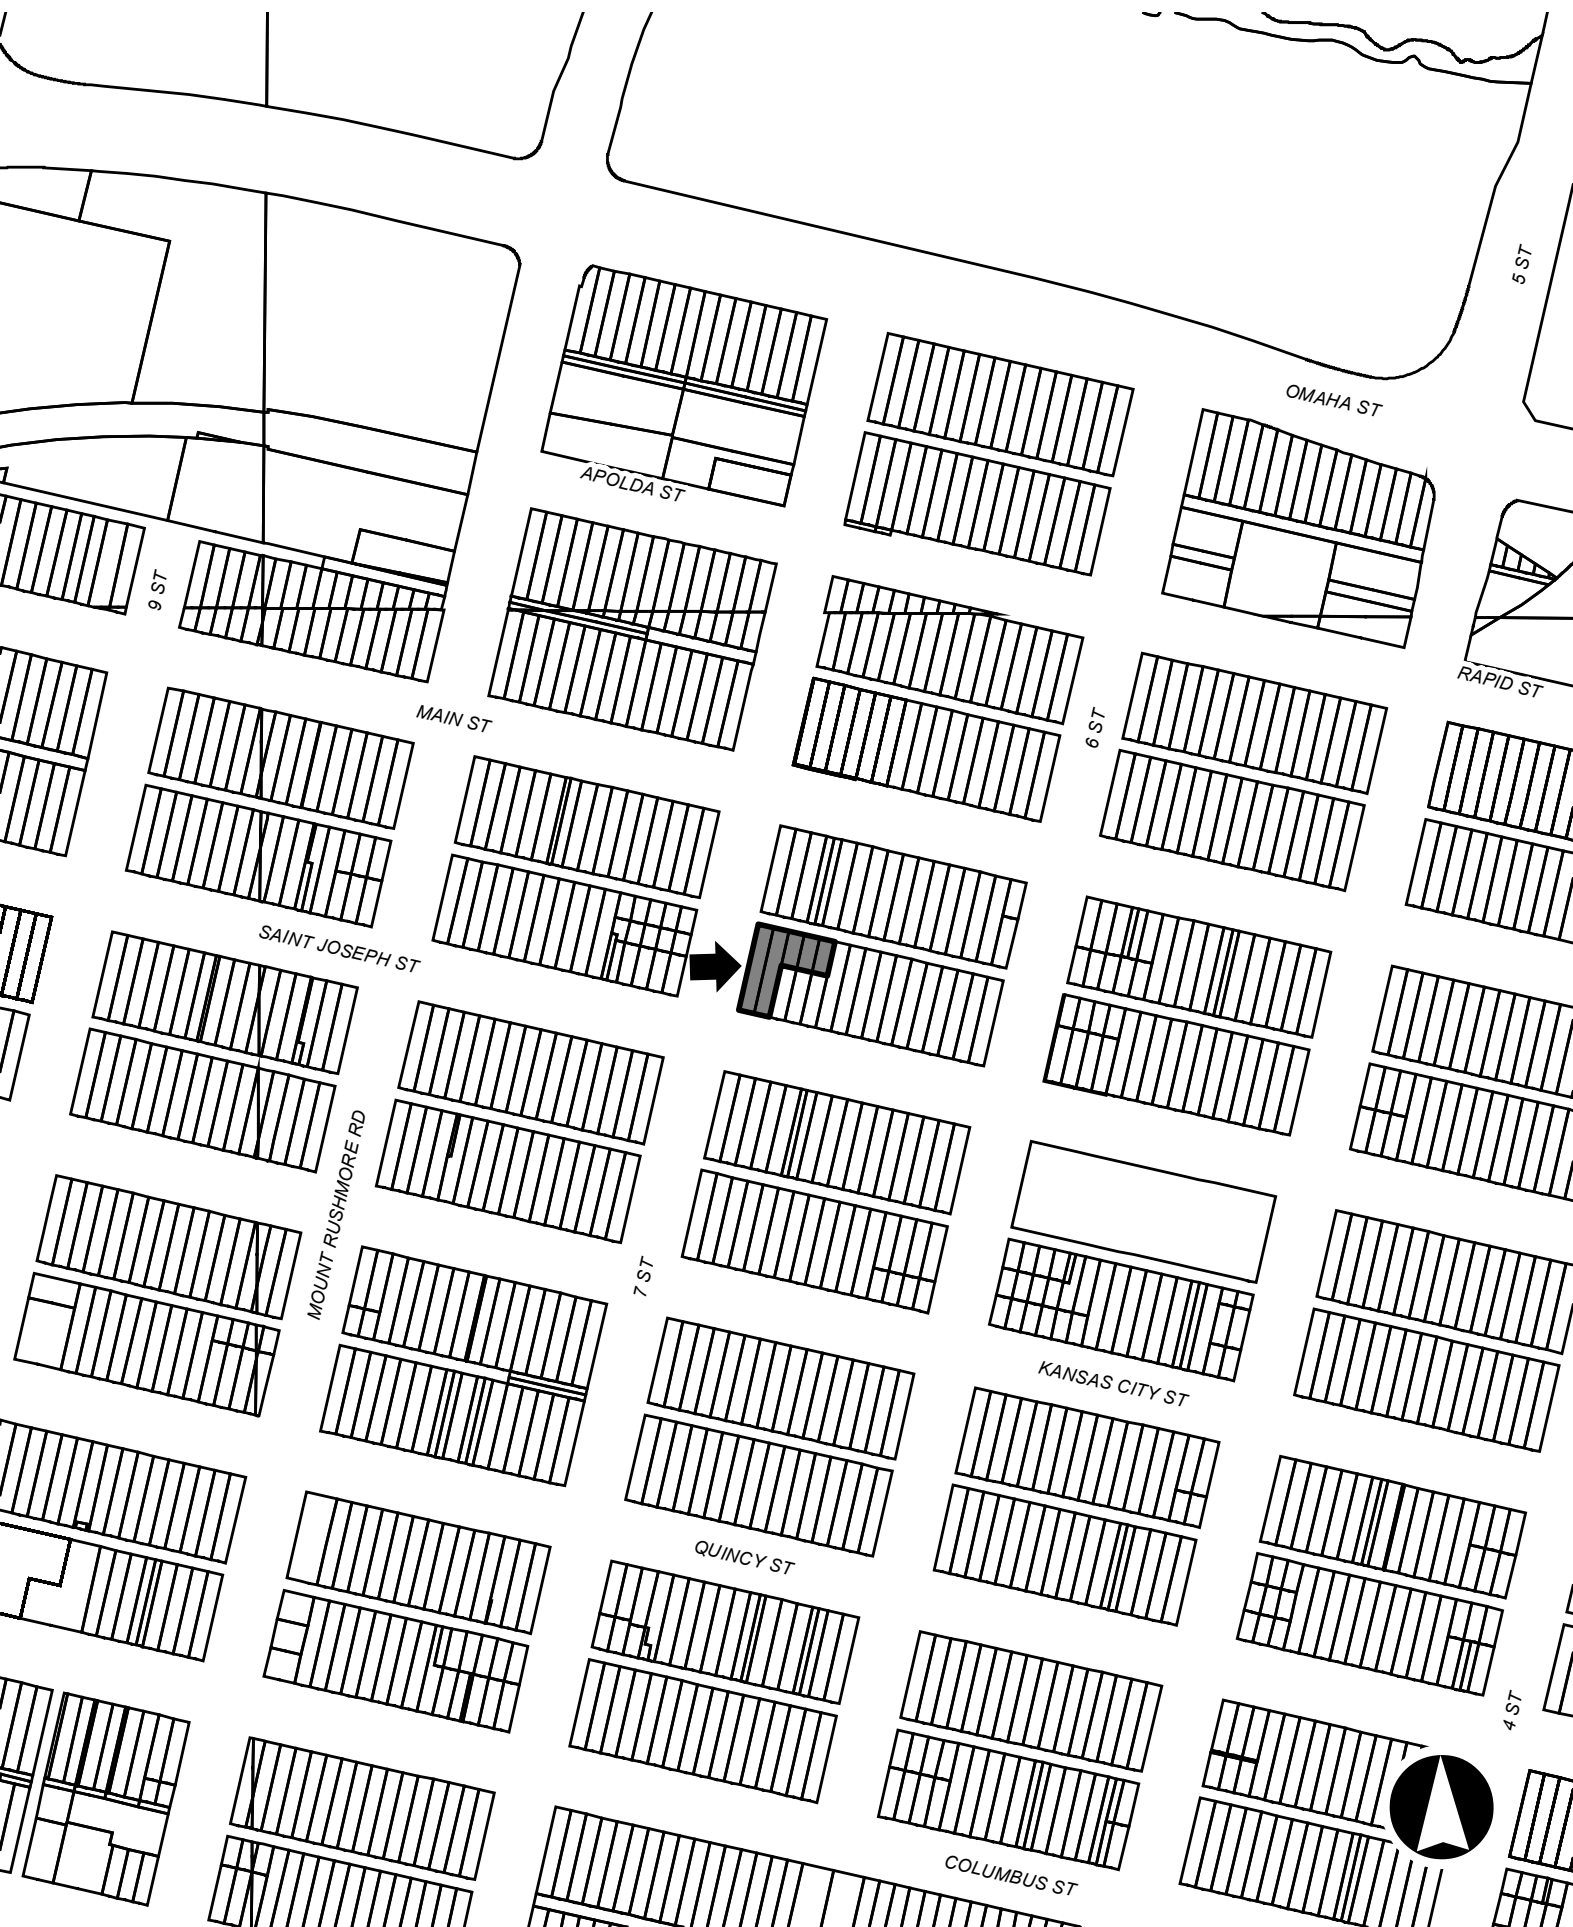 5 ST
OMAHA ST
APOLDA ST
9 ST
RAPID ST
MAIN ST
6 ST
SAINT JOSEPH ST
MOUNT RUSHMORE RD
7 ST
KANSAS CITY ST
QUINCY ST
4 ST
COLUMBUS ST